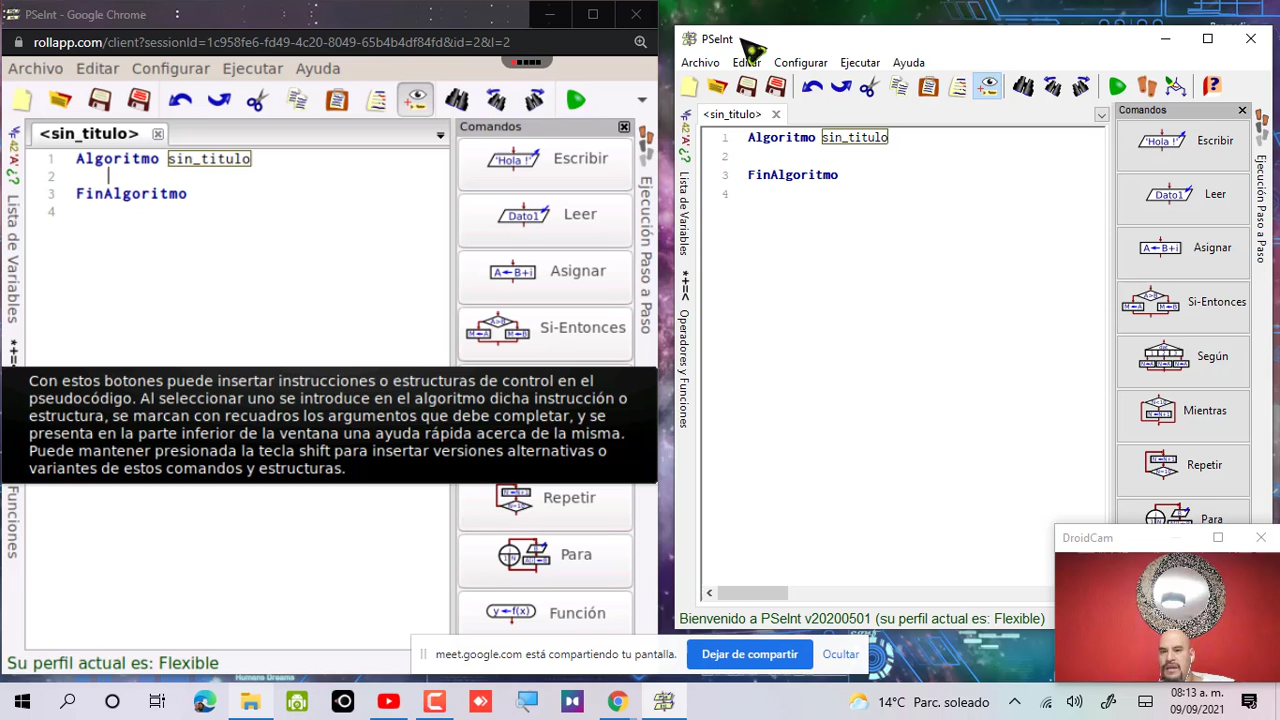 PSeInt - Google Chrome
rollapp.com/client?sessionId=1c958fe6-fd49-4c20-8049-65b4b4df84fd&id=2&l=2
Archivo Editar Configurar Ejecutar Ayuda
<sin_titulo>
Lista de Variables
Funciones
1 Algoritmo sin_titulo
2
3 FinAlgoritmo
4
Comandos
'Hola !' Escribir
Dato1 Leer
A←B+i Asignar
Si-Entonces
Con estos botones puede insertar instrucciones o estructuras de control en el
pseudocódigo. Al seleccionar uno se introduce en el algoritmo dicha instrucción o
estructura, se marcan con recuadros los argumentos que debe completar, y se
presenta en la parte inferior de la ventana una ayuda rápida acerca de la misma.
Puede mantener presionada la tecla shift para insertar versiones alternativas o
variantes de estos comandos y estructuras.
Repetir
Para
y←f(x) Función
Ejecución Paso a Paso
Su perfil actual es: Flexible
PSeInt
Archivo Editar Configurar Ejecutar Ayuda
<sin_titulo>
Lista de Variables
*+=< Operadores y Funciones
1 Algoritmo sin_titulo
2
3 FinAlgoritmo
4
Comandos
'Hola !' Escribir
Dato1 Leer
A←B+i Asignar
Si-Entonces
Según
Mientras
Repetir
Para
Ejecución Paso a Paso
Bienvenido a PSeInt v20200501 (su perfil actual es: Flexible)
DroidCam
meet.google.com está compartiendo tu pantalla. Dejar de compartir Ocultar
14°C Parc. soleado
08:13 a. m.
09/09/2021